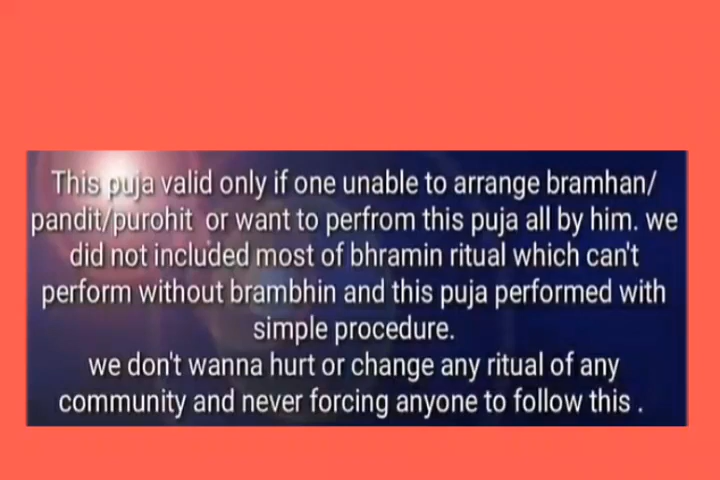 This puja valid only if one unable to arrange bramhan/
pandit/purohit or want to perfrom this puja all by him. we
did not included most of bhramin ritual which can't
perform without brambhin and this puja performed with
simple procedure.
we don't wanna hurt or change any ritual of any
community and never forcing anyone to follow this .